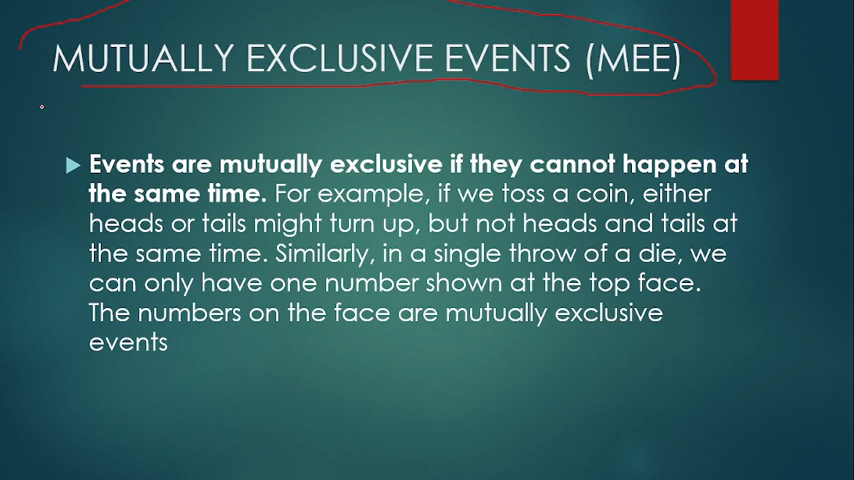 MUTUALLY EXCLUSIVE EVENTS (MEE)
Events are mutually exclusive if they cannot happen at
the same time. For example, if we toss a coin, either
heads or tails might turn up, but not heads and tails at
the same time. Similarly, in a single throw of a die, we
can only have one number shown at the top face.
The numbers on the face are mutually exclusive
events